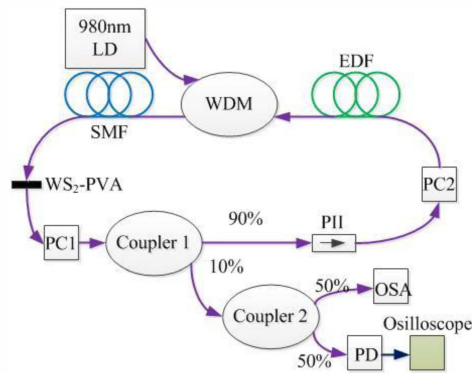 980nm
LD
EDF
WDM
SMF
WS₂-PVA
PC2
PC1
Coupler 1
90%
PII
10%
Coupler 2
50%
OSA
Osilloscope
50%
PD